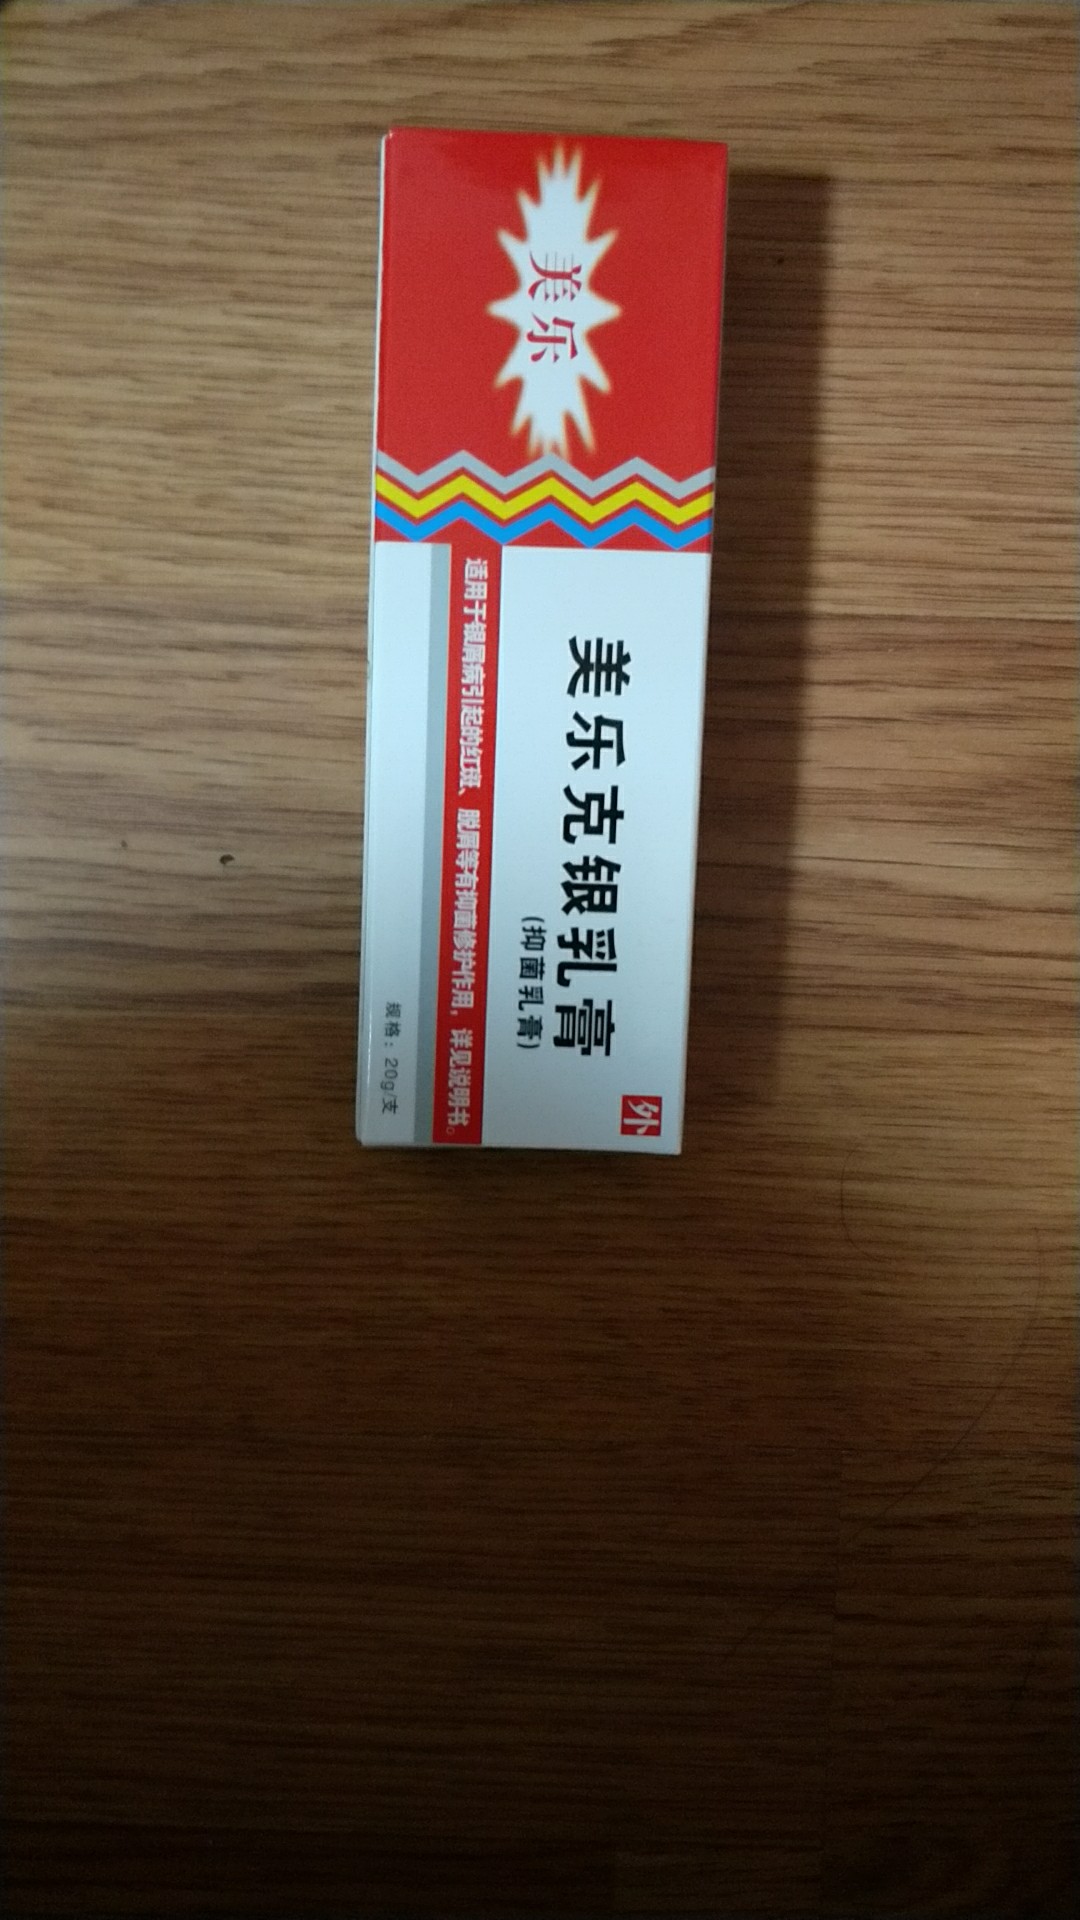 美乐
外
美乐克银乳膏
(抑菌乳膏)
适用于银屑病引起的红斑、脱屑等有抑菌修护作用，详见说明书。
规格：20g/支